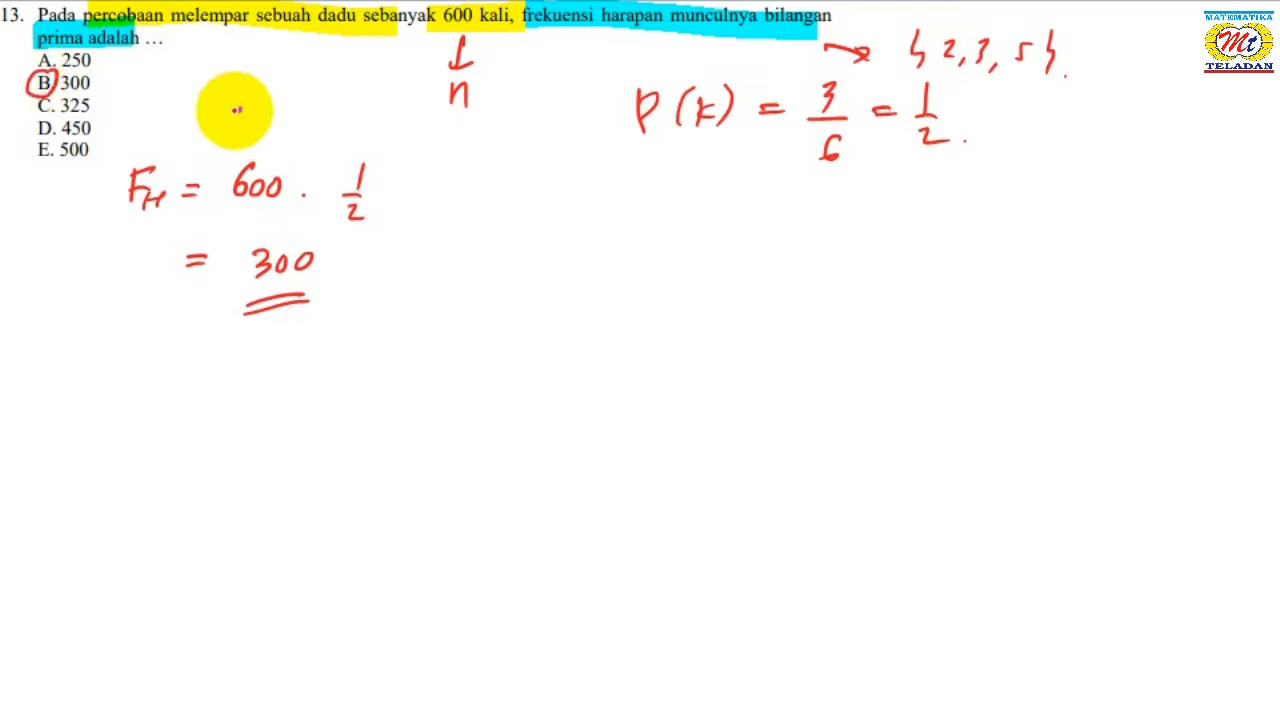 13. Pada percobaan melempar sebuah dadu sebanyak 600 kali, frekuensi harapan munculnya bilangan
prima adalah …
A. 250
B. 300
C. 325
D. 450
E. 500
n
{ 2, 3, 5 }.
P (K) = 3/6 = 1/2.
FH = 600 . 1/2
= 300
MATEMATIKA
Mt
TELADAN